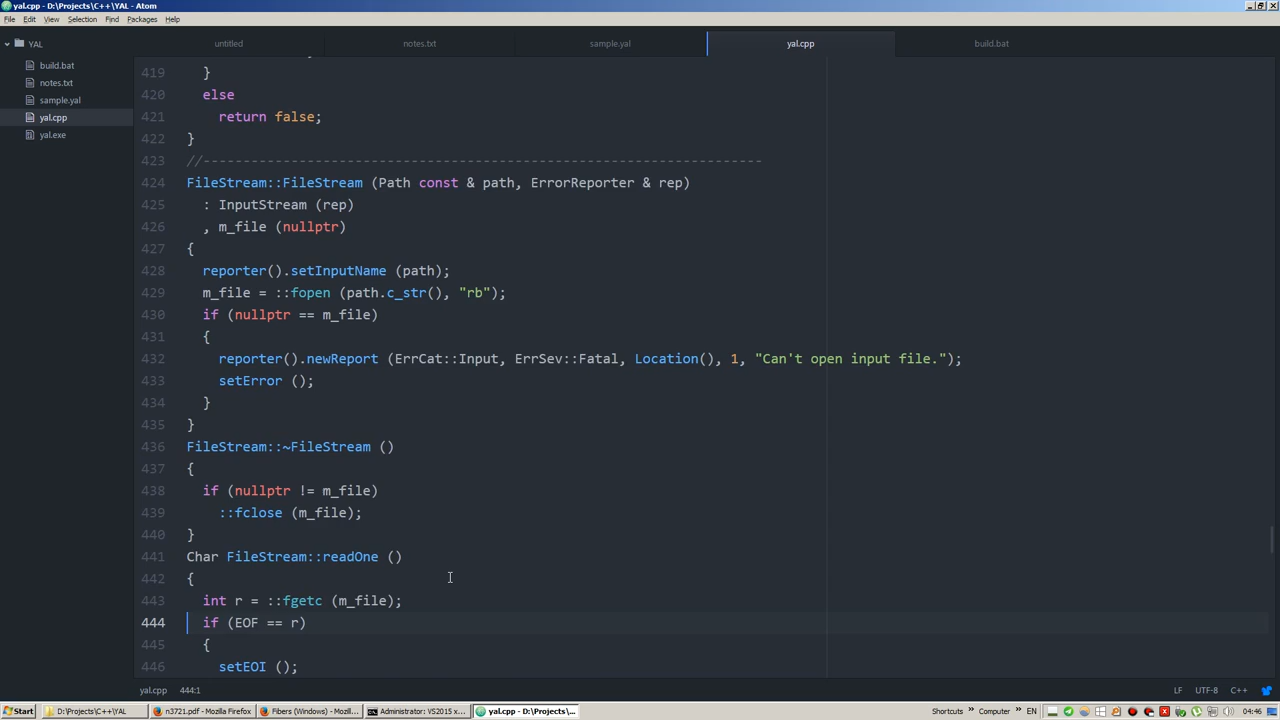 yal.cpp - D:\Projects\C++\YAL - Atom
File Edit View Selection Find Packages Help
YAL
untitled notes.txt sample.yal yal.cpp build.bat
build.bat
notes.txt
sample.yal
yal.cpp
yal.exe
419 }
420 else
421 return false;
422 }
423 //----------------------------------------------------------------------
424 FileStream::FileStream (Path const & path, ErrorReporter & rep)
425 : InputStream (rep)
426 , m_file (nullptr)
427 {
428 reporter().setInputName (path);
429 m_file = ::fopen (path.c_str(), "rb");
430 if (nullptr == m_file)
431 {
432 reporter().newReport (ErrCat::Input, ErrSev::Fatal, Location(), 1, "Can't open input file.");
433 setError ();
434 }
435 }
436 FileStream::~FileStream ()
437 {
438 if (nullptr != m_file)
439 ::fclose (m_file);
440 }
441 Char FileStream::readOne ()
442 {
443 int r = ::fgetc (m_file);
444 if (EOF == r)
445 {
446 setEOI ();
yal.cpp 444:1 LF UTF-8 C++
Start D:\Projects\C++\YAL n3721.pdf - Mozilla Firefox Fibers (Windows) - Mozill... Administrator: VS2015 x... yal.cpp - D:\Projects\... Shortcuts » Computer » EN 04:46